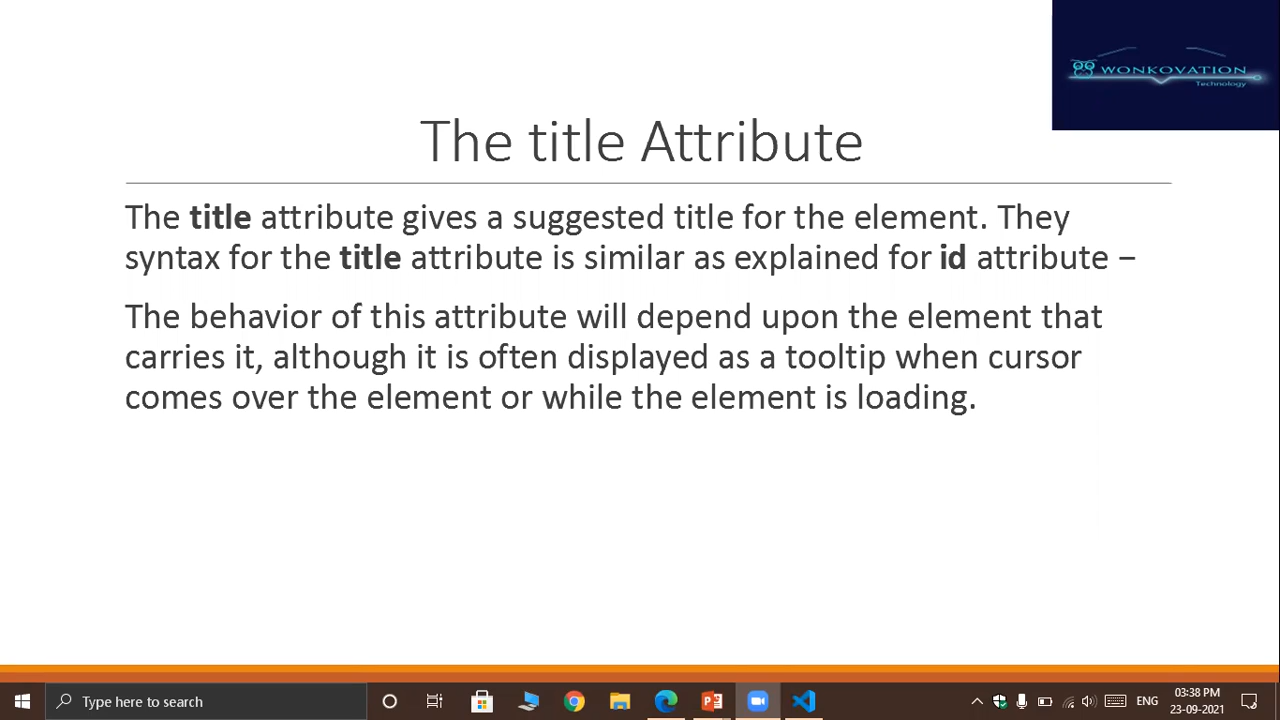 WONKOVATION
Technology
The title Attribute
The title attribute gives a suggested title for the element. They
syntax for the title attribute is similar as explained for id attribute −
The behavior of this attribute will depend upon the element that
carries it, although it is often displayed as a tooltip when cursor
comes over the element or while the element is loading.
Type here to search
ENG
03:38 PM
23-09-2021